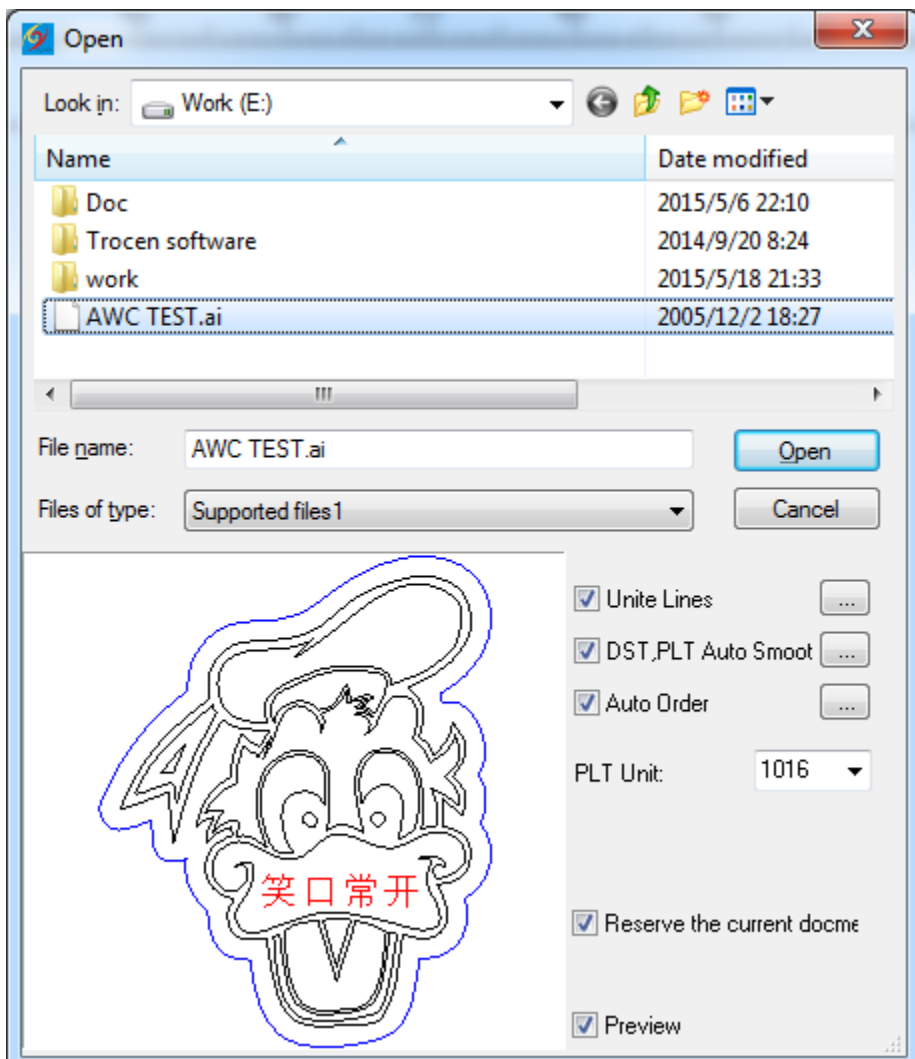 Open
Look in: Work (E:)
Name Date modified
Doc 2015/5/6 22:10
Trocen software 2014/9/20 8:24
work 2015/5/18 21:33
AWC TEST.ai 2005/12/2 18:27
File name: AWC TEST.ai Open
Files of type: Supported files1 Cancel
Unite Lines ...
DST,PLT Auto Smoot ...
Auto Order ...
PLT Unit: 1016
笑口常开
Reserve the current docme
Preview